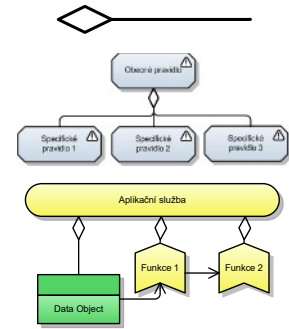 Obecné pravidlo
Specifické
pravidlo 1
Specifické
pravidlo 2
Specifické
pravidlo 3
Aplikační služba
Funkce 1
Funkce 2
Data Object